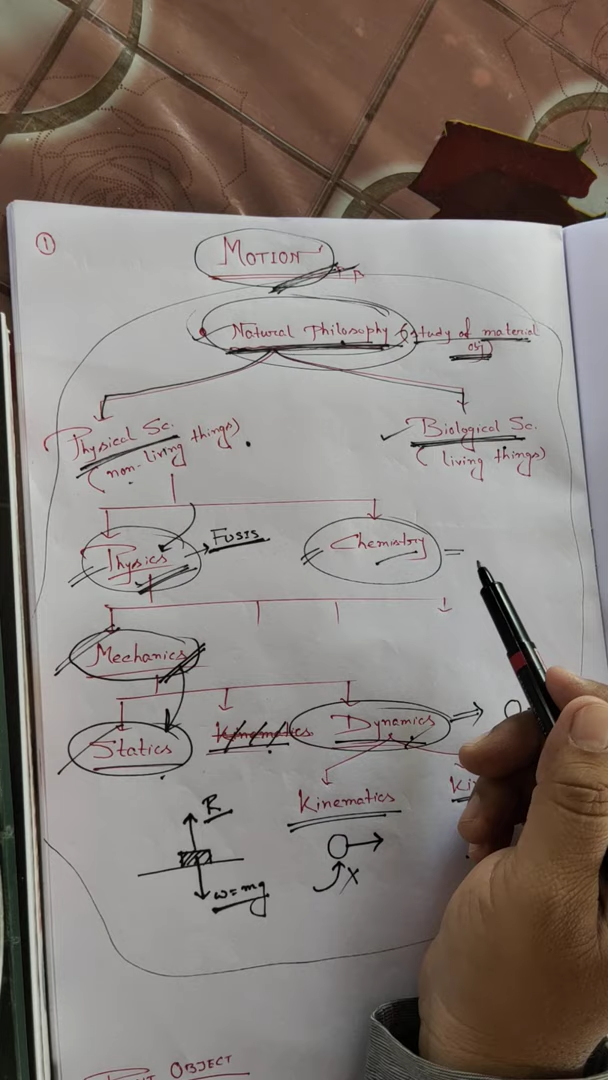 1
MOTION
Natural Philosophy
Study of material
obj
Physical Sc.
(non-living things)
Biological Sc.
(living things)
Physics
Fusis
Chemistry =
Mechanics
Statics
Kinematics
Dynamics
Kinematics
Ki
R
w=mg
X
OBJECT